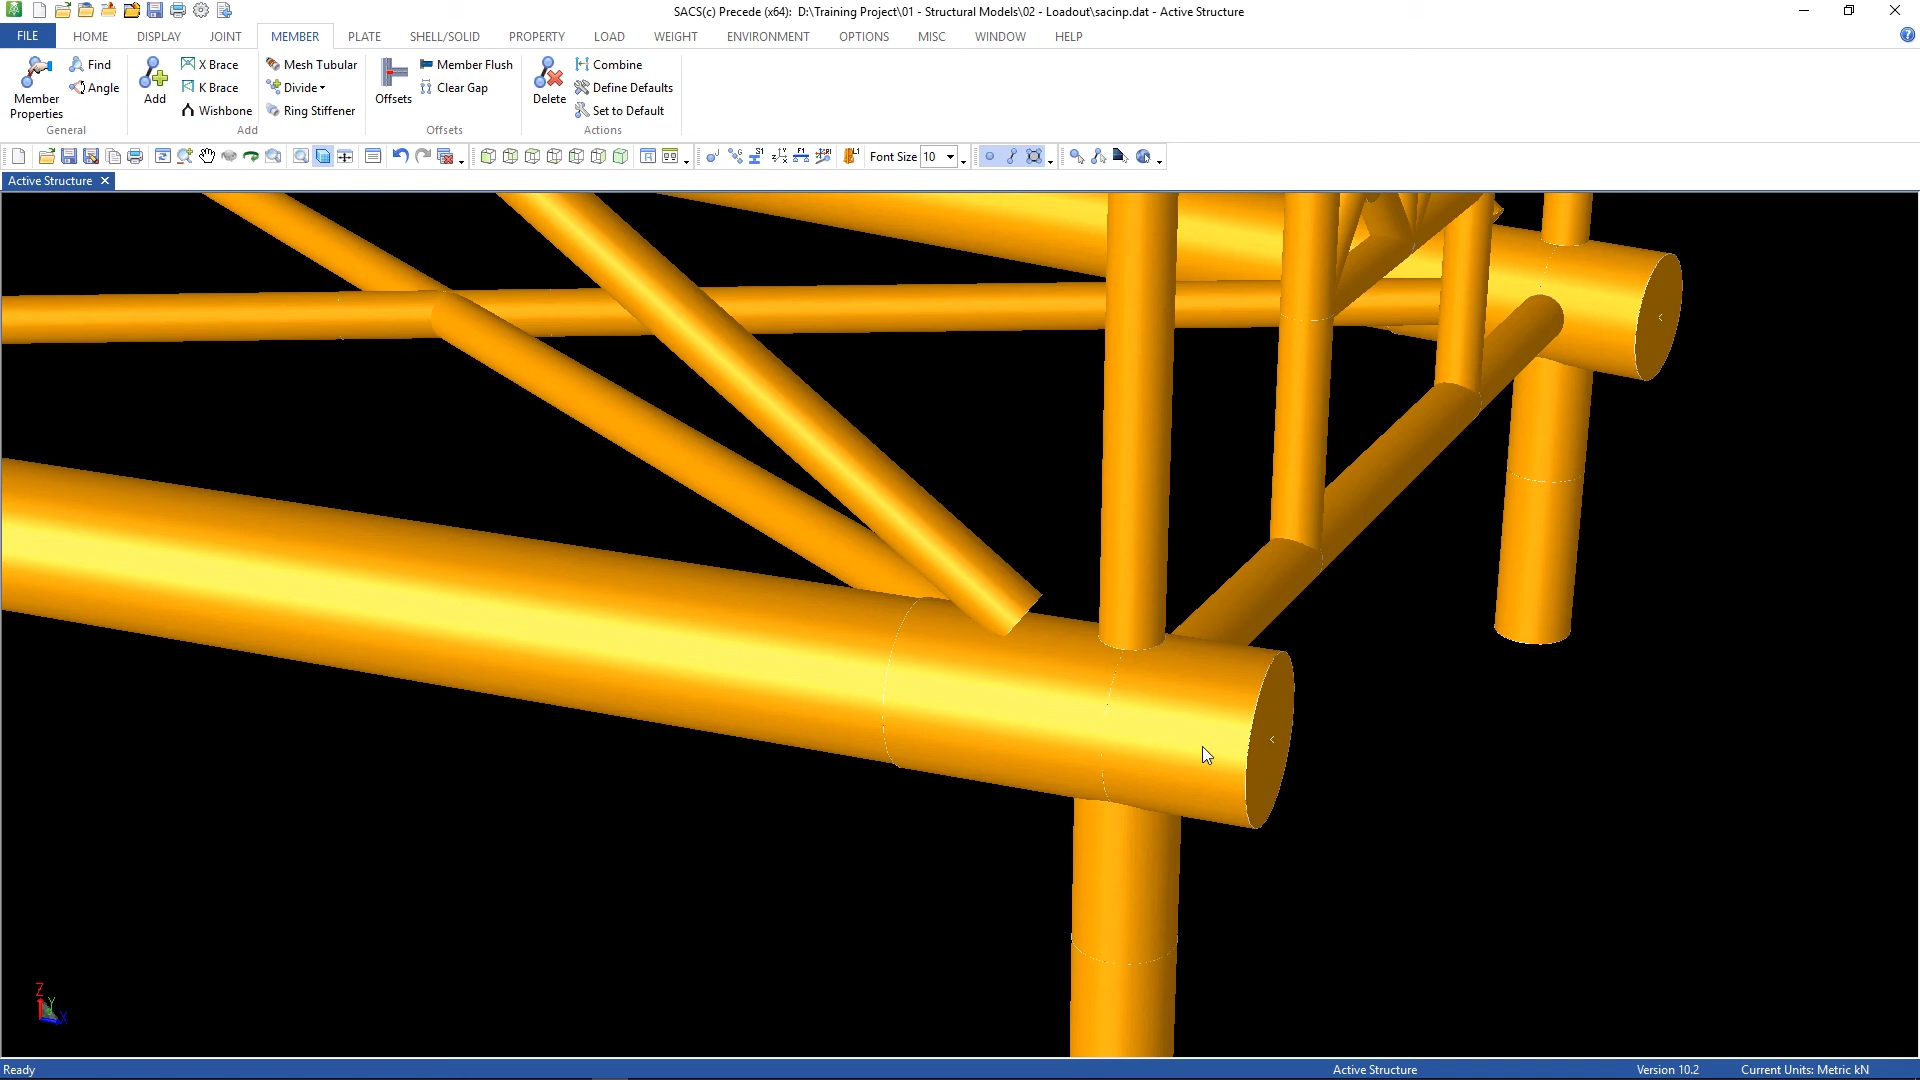 SACS(c) Precede (x64):  D:\Training Project\01 - Structural Models\02 - Loadout\sacinp.dat - Active Structure
FILE HOME DISPLAY JOINT MEMBER PLATE SHELL/SOLID PROPERTY LOAD WEIGHT ENVIRONMENT OPTIONS MISC WINDOW HELP
Member Properties
Find
Angle
General
Add
X Brace
K Brace
Wishbone
Mesh Tubular
Divide
Ring Stiffener
Add
Offsets
Member Flush
Clear Gap
Offsets
Delete
Combine
Define Defaults
Set to Default
Actions
Font Size 10
Active Structure
Z
Y
X
Ready
Active Structure
Version 10.2
Current Units: Metric kN